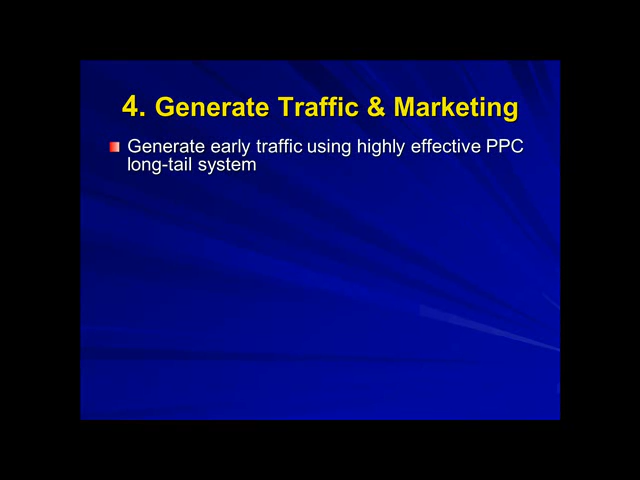 4. Generate Traffic & Marketing
Generate early traffic using highly effective PPC
long-tail system